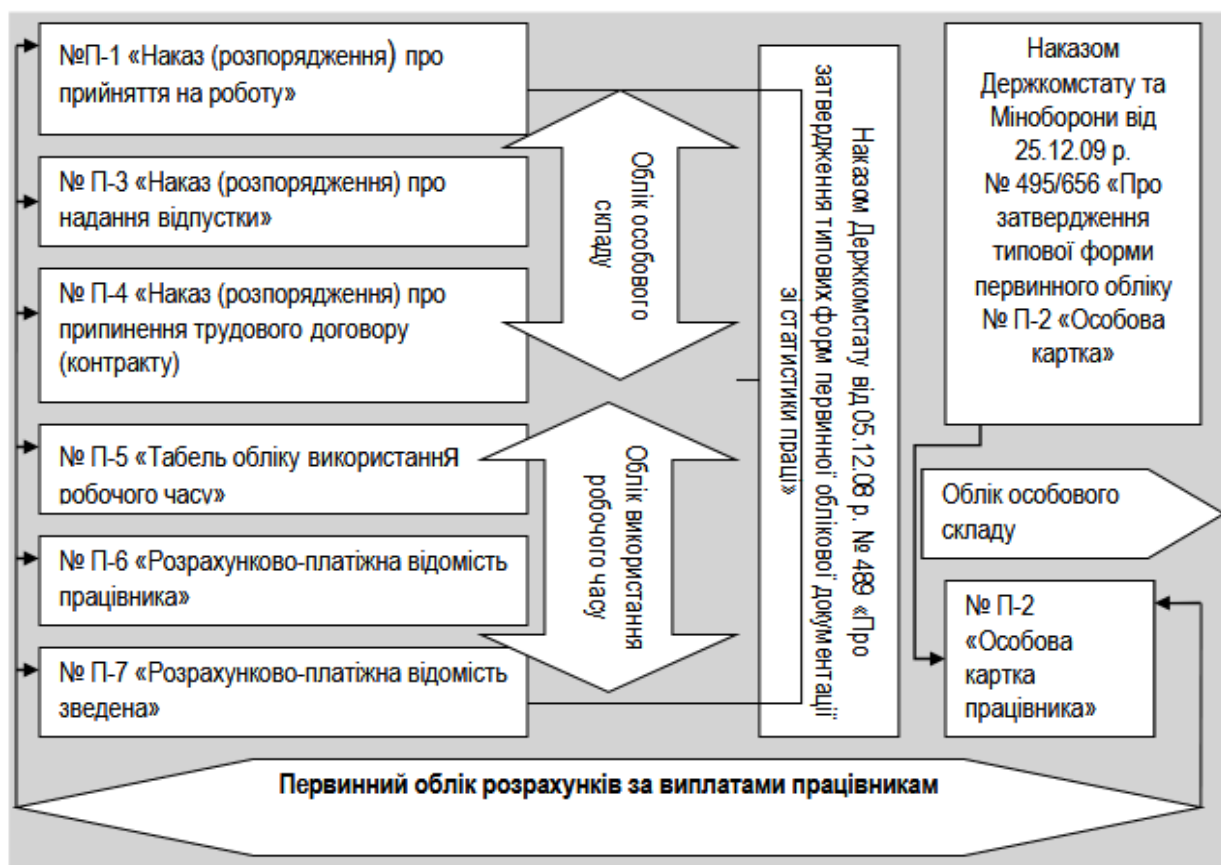 №П-1 «Наказ (розпорядження) про
прийняття на роботу»
№ П-3 «Наказ (розпорядження) про
надання відпустки»
№ П-4 «Наказ (розпорядження) про
припинення трудового договору
(контракту)
№ П-5 «Табель обліку використаннЯ
робочого часу»
№ П-6 «Розрахунково-платіжна відомість
працівника»
№ П-7 «Розрахунково-платіжна відомість
зведена»
Облік особового
складу
Облік використання
робочого часу
Наказом Держкомстату від 05.12.08 р. № 489 «Про
затвердження типових форм первинної облікової документації
зі статистики праці»
Наказом
Держкомстату та
Міноборони від
25.12.09 р.
№ 495/656 «Про
затвердження
типової форми
первинного обліку
№ П-2 «Особова
картка»
Облік особового
складу
№ П-2
«Особова
картка
працівника»
Первинний облік розрахунків за виплатами працівникам